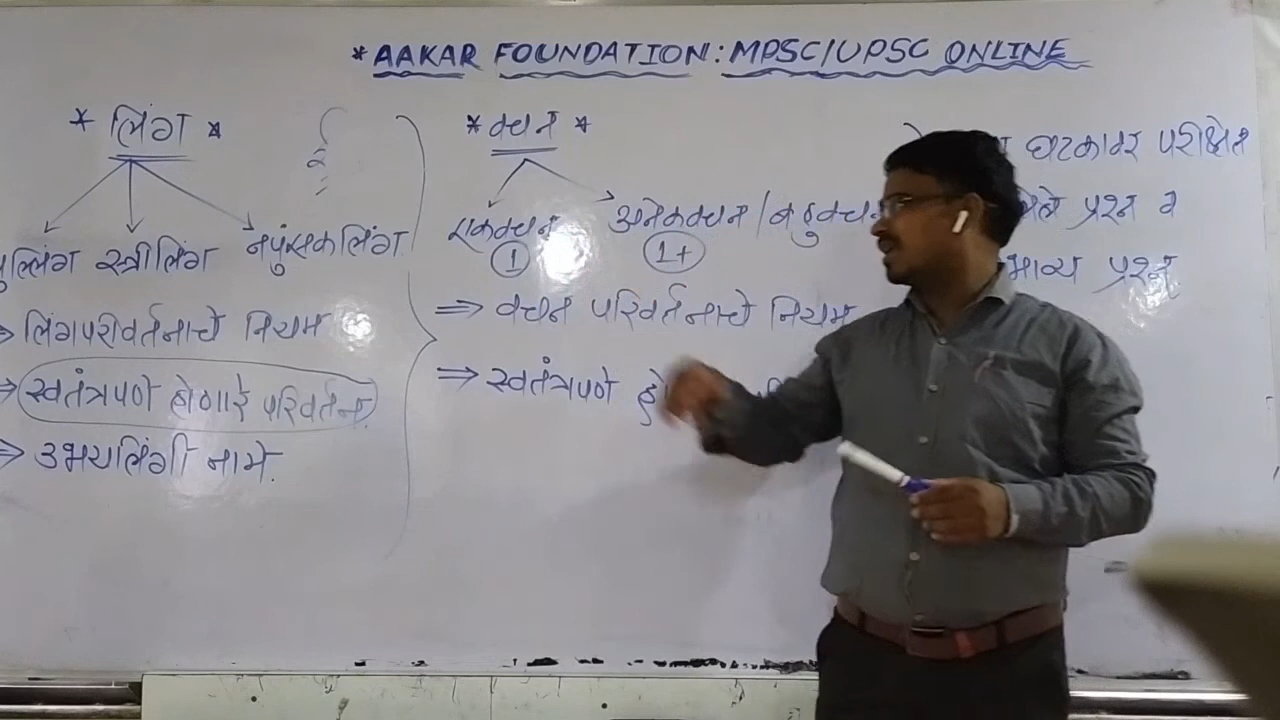 * AAKAR FOUNDATION: MPSC/UPSC ONLINE
* लिंग *
पुल्लिंग स्त्रीलिंग नपुंसकलिंग
⇒ लिंगपरीवर्तनाचे नियम
⇒ स्वतंत्रपणे होणारे परिवर्तन.
⇒ उभयलिंगी नामे.
* वचन *
एकवचन अनेकवचन / बहुवचन
1 1+
⇒ वचन परिवर्तनाचे नियम
⇒ स्वतंत्रपणे
घटकावर परीक्षेत
प्रश्न व
प्रश्न